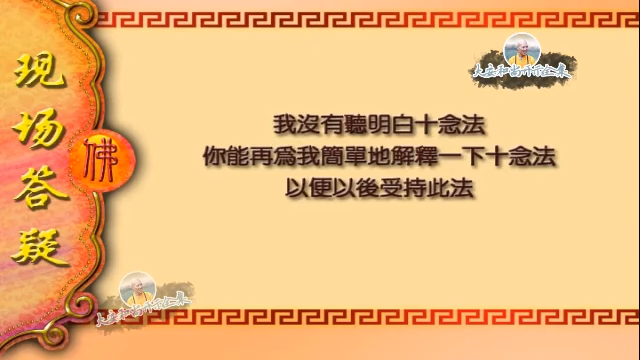 现场答疑
佛
我沒有聽明白十念法
你能再爲我簡單地解釋一下十念法
以便以後受持此法